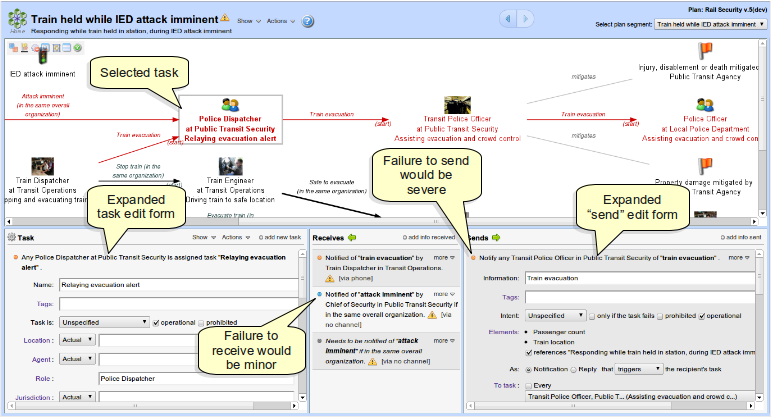 Train held while IED attack imminent
Show Actions
Plan: Rail Security v.5(dev)
Responding while train held in station, during IED attack imminent
Select plan segment: Train held while IED attack imminent
IED attack imminent
Selected task
Attack imminent
(in the same overall
organization)
Train evacuation
(start)
Police Dispatcher
at Public Transit Security
Relaying evacuation alert
Train evacuation
(start)
Transit Police Officer
at Public Transit Security
Assisting evacuation and crowd control
mitigates
Injury, disablement or death mitigated
Public Transit Agency
Train evacuation
(start)
Police Officer
at Local Police Department
Assisting evacuation and crowd con
mitigates
Property damage mitigated by
Public Transit Agency
Train Dispatcher
at Transit Operations
pping and evacuating train
Stop train (in the
same organization)
(start)
Train Engineer
at Transit Operations
Driving train to safe location
Safe to evacuate
(in the same organization)
Evacuate train (in
Expanded
task edit form
Failure to send
would be
severe
Expanded
“send” edit form
Task
Show Actions add new task
Any Police Dispatcher at Public Transit Security is assigned task "Relaying evacuation
alert" .
Name: Relaying evacuation alert
Tags:
Task is: Unspecified operational prohibited
Location : Actual
Agent : Actual
Role : Police Dispatcher
Jurisdiction : Actual
Failure to
receive would
be minor
Receives
add info received
Notified of "train evacuation" by
Train Dispatcher in Transit Operations.
[via phone]
more
Notified of "attack imminent" by
Chief of Security in Public Transit Security if
in the same overall organization. [via
no channel]
more
Needs to be notified of "attack
imminent" if in the same overall
organization. [via no channel]
more
Sends
add info sent
Notify any Transit Police Officer in Public Transit Security of "train evacuation" .
more
Information: Train evacuation
Tags:
Intent: Unspecified only if the task fails prohibited operational
Elements: Passenger count
Train location
references "Responding while train held in station, during IED attack imm
As: Notification Reply that triggers the recipient's task
To task : Every
Transit Police Officer, Public T... (Assisting evacuation and crowd c...)